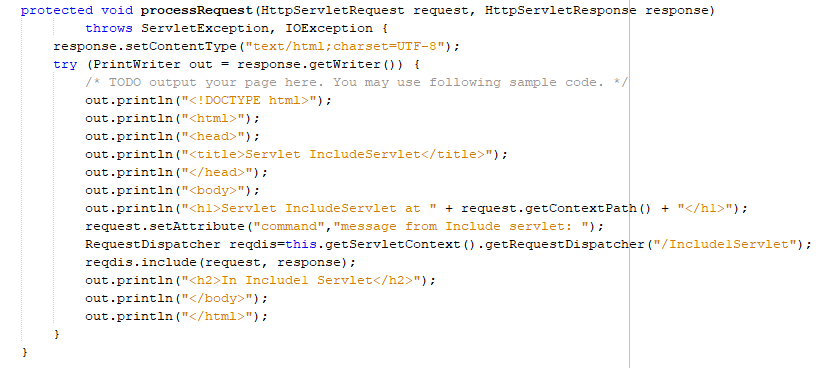 protected void processRequest(HttpServletRequest request, HttpServletResponse response)
throws ServletException, IOException {
response.setContentType("text/html;charset=UTF-8");
try (PrintWriter out = response.getWriter()) {
/* TODO output your page here. You may use following sample code. */
out.println("<!DOCTYPE html>");
out.println("<html>");
out.println("<head>");
out.println("<title>Servlet IncludeServlet</title>");
out.println("</head>");
out.println("<body>");
out.println("<h1>Servlet IncludeServlet at " + request.getContextPath() + "</h1>");
request.setAttribute("command","message from Include servlet: ");
RequestDispatcher reqdis=this.getServletContext().getRequestDispatcher("/Include1Servlet");
reqdis.include(request, response);
out.println("<h2>In Include1 Servlet</h2>");
out.println("</body>");
out.println("</html>");
}
}